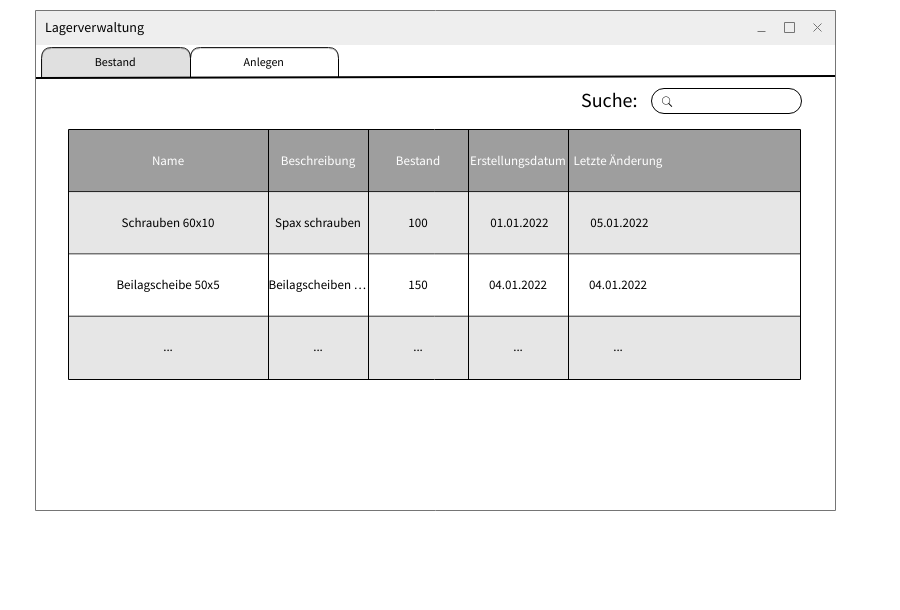 Lagerverwaltung
Bestand Anlegen
Suche:
Name Beschreibung Bestand Erstellungsdatum Letzte Änderung
Schrauben 60x10 Spax schrauben 100 01.01.2022 05.01.2022
Beilagscheibe 50x5 Beilagscheiben ... 150 04.01.2022 04.01.2022
... ... ... ... ...